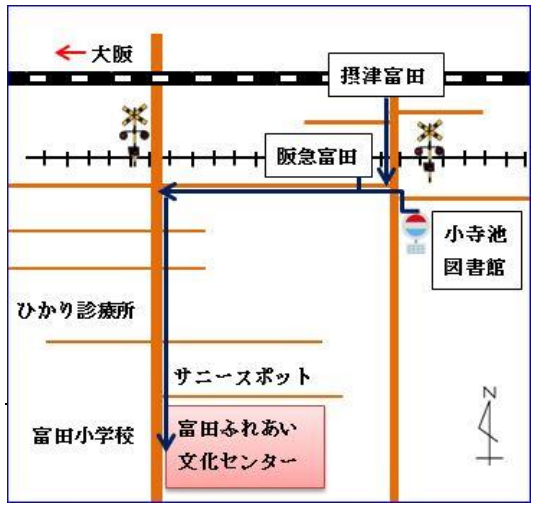 大阪
摂津富田
阪急富田
小寺池
図書館
ひかり診療所
サニースポット
富田小学校
富田ふれあい
文化センター
N